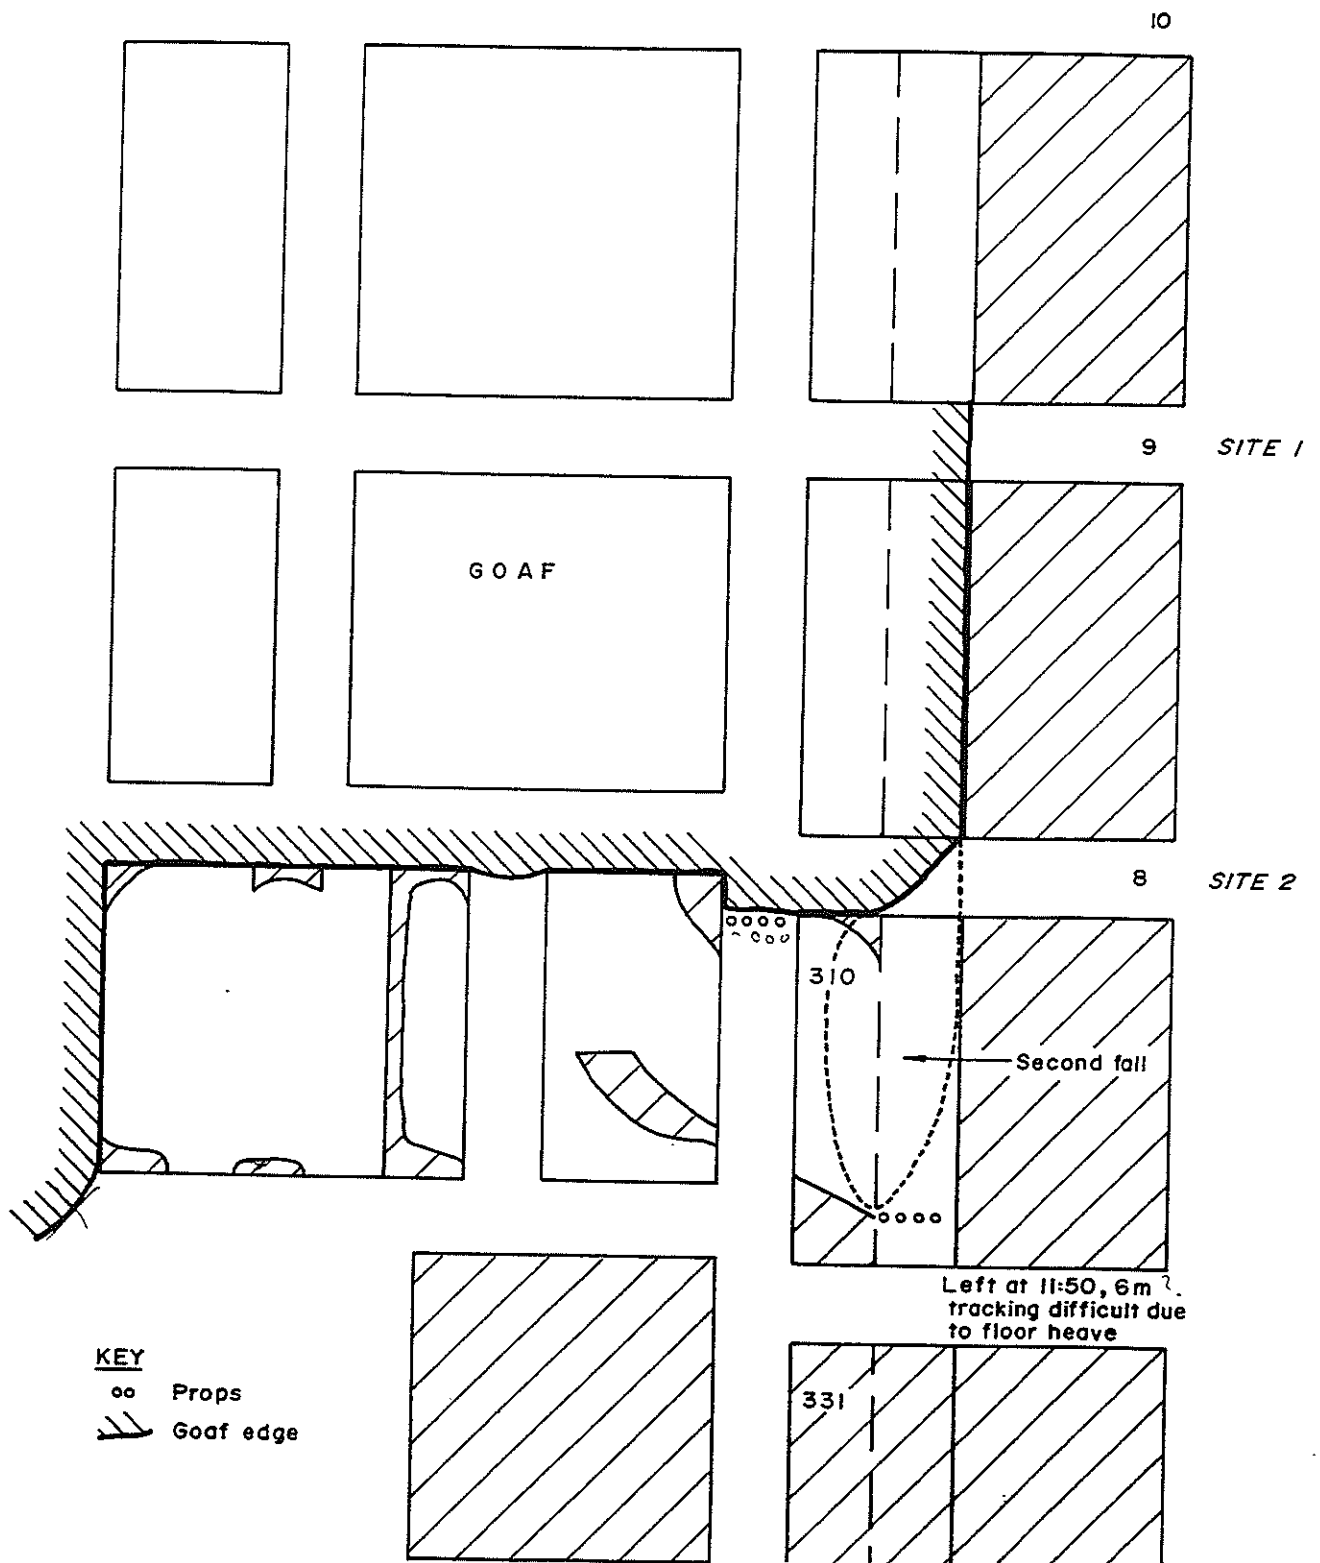 10
9 SITE 1
GOAF
8 SITE 2
310
Second fall
Left at 11:50, 6m ?.
tracking difficult due
to floor heave
KEY
Props
Goaf edge
331